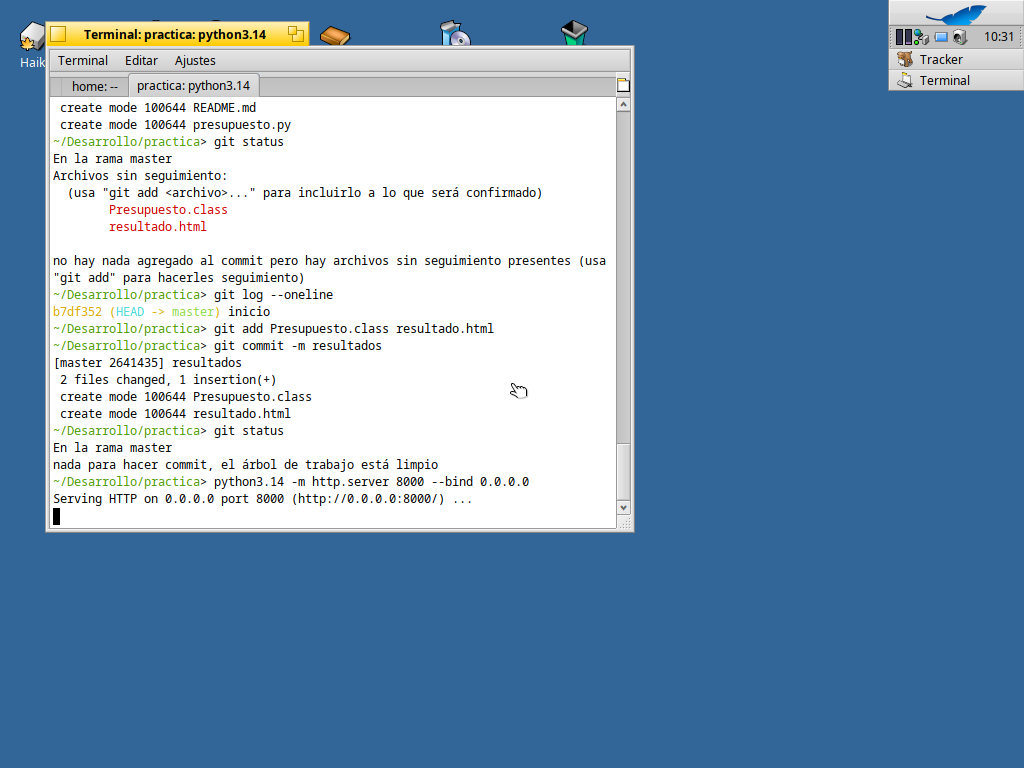 Terminal: practica: python3.14
Haik
10:31
Tracker
Terminal
Terminal Editar Ajustes
home: -- practica: python3.14
create mode 100644 README.md
create mode 100644 presupuesto.py
~/Desarrollo/practica> git status
En la rama master
Archivos sin seguimiento:
(usa "git add <archivo>..." para incluirlo a lo que será confirmado)
Presupuesto.class
resultado.html
no hay nada agregado al commit pero hay archivos sin seguimiento presentes (usa
"git add" para hacerles seguimiento)
~/Desarrollo/practica> git log --oneline
b7df352 (HEAD -> master) inicio
~/Desarrollo/practica> git add Presupuesto.class resultado.html
~/Desarrollo/practica> git commit -m resultados
[master 2641435] resultados
2 files changed, 1 insertion(+)
create mode 100644 Presupuesto.class
create mode 100644 resultado.html
~/Desarrollo/practica> git status
En la rama master
nada para hacer commit, el árbol de trabajo está limpio
~/Desarrollo/practica> python3.14 -m http.server 8000 --bind 0.0.0.0
Serving HTTP on 0.0.0.0 port 8000 (http://0.0.0.0:8000/) ...